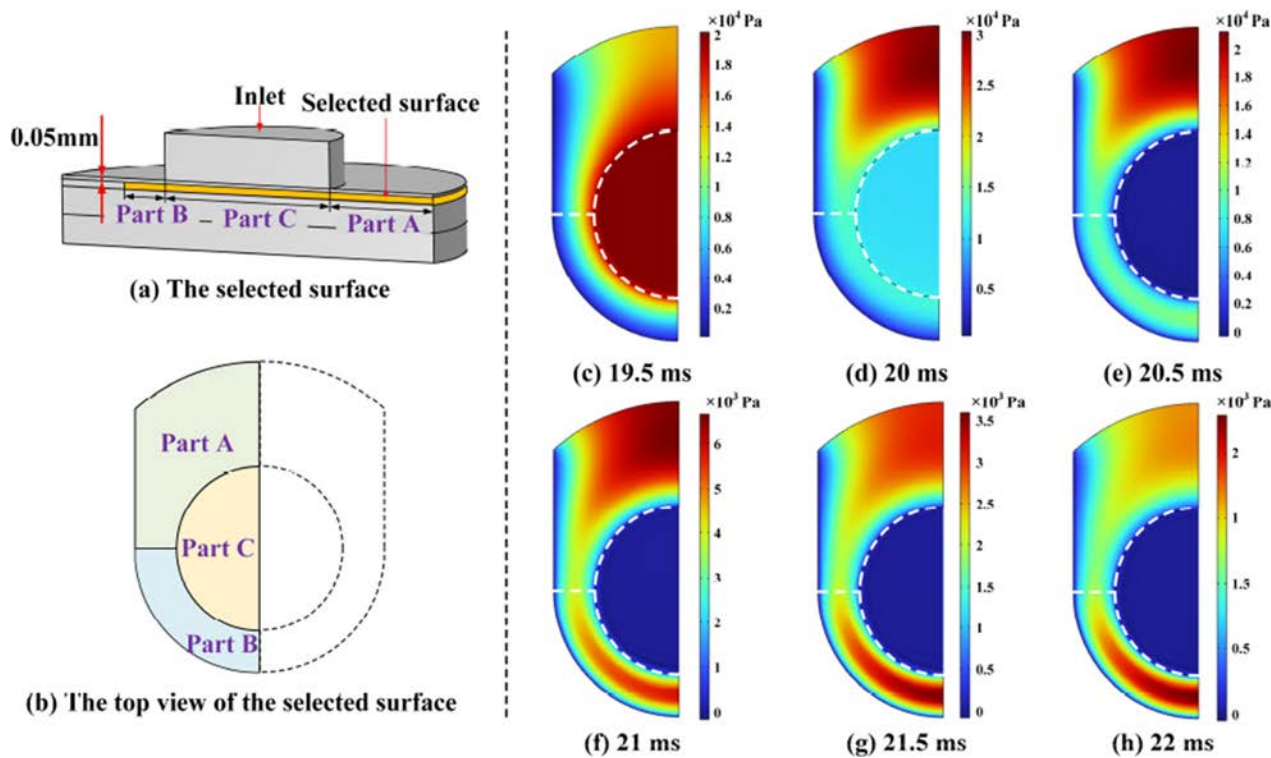 Inlet
Selected surface
0.05mm
Part B
Part C
Part A
(a) The selected surface
Part A
Part C
Part B
(b) The top view of the selected surface
×10⁴ Pa
2
1.8
1.6
1.4
1.2
1
0.8
0.6
0.4
0.2
(c) 19.5 ms
×10⁴ Pa
3
2.5
2
1.5
1
0.5
(d) 20 ms
×10⁴ Pa
2
1.8
1.6
1.4
1.2
1
0.8
0.6
0.4
0.2
0
(e) 20.5 ms
×10³ Pa
6
5
4
3
2
1
0
(f) 21 ms
×10³ Pa
3.5
3
2.5
2
1.5
1
0.5
0
(g) 21.5 ms
×10³ Pa
2
1
1.5
0.5
0
(h) 22 ms